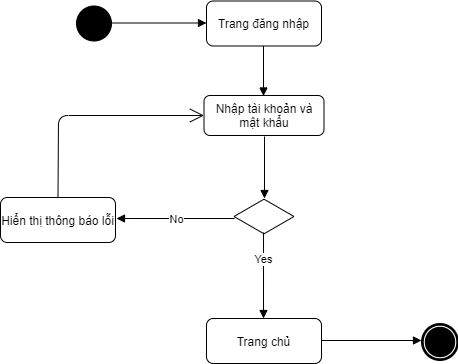 Trang đăng nhập
Nhập tài khoản và
mật khẩu
Hiển thị thông báo lỗi
No
Yes
Trang chủ